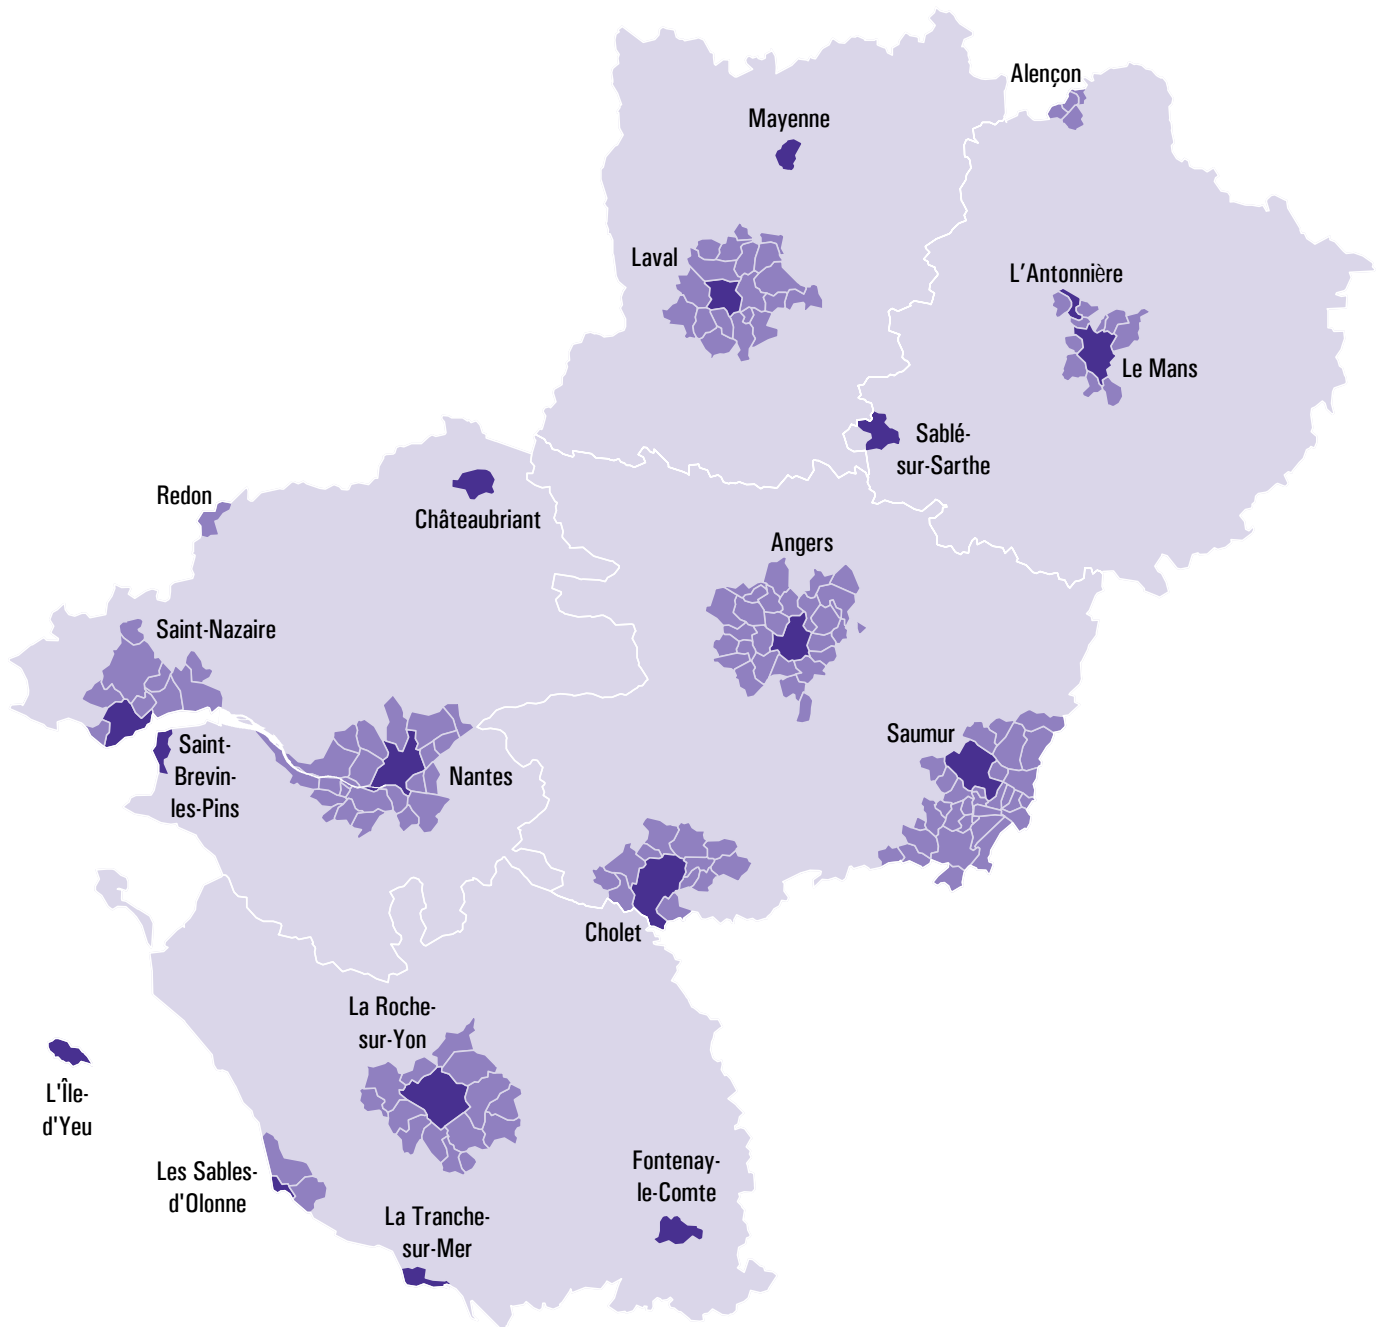 Alençon
Mayenne
Laval
L'Antonnière
Le Mans
Sablé-
sur-Sarthe
Redon
Châteaubriant
Angers
Saint-Nazaire
Saint-
Brevin-
les-Pins
Nantes
Saumur
Cholet
La Roche-
sur-Yon
L'Île-
d'Yeu
Les Sables-
d'Olonne
La Tranche-
sur-Mer
Fontenay-
le-Comte